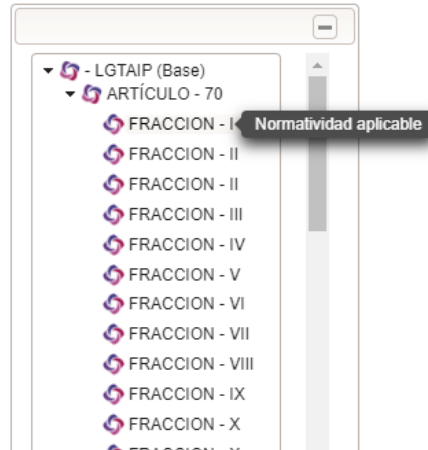 - LGTAIP (Base)
ARTÍCULO - 70
FRACCION - I Normatividad aplicable
FRACCION - II
FRACCION - II
FRACCION - III
FRACCION - IV
FRACCION - V
FRACCION - VI
FRACCION - VII
FRACCION - VIII
FRACCION - IX
FRACCION - X